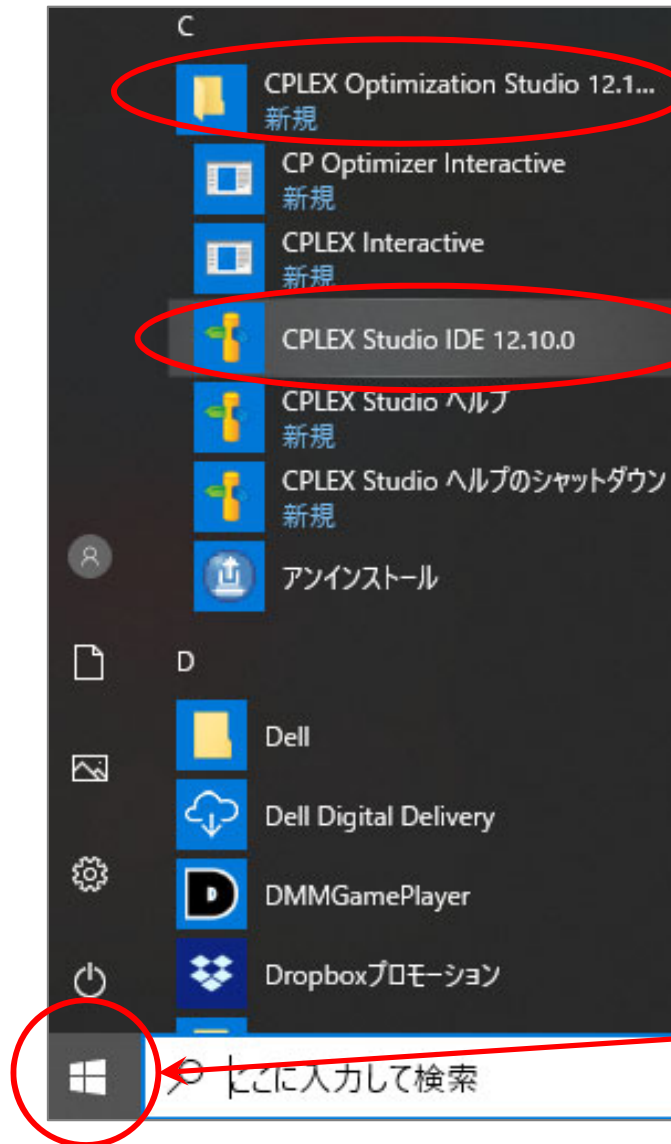 C
CPLEX Optimization Studio 12.1...
新規
CP Optimizer Interactive
新規
CPLEX Interactive
新規
CPLEX Studio IDE 12.10.0
CPLEX Studio ヘルプ
新規
CPLEX Studio ヘルプのシャットダウン
新規
アンインストール
D
Dell
Dell Digital Delivery
DMMGamePlayer
Dropboxプロモーション
ここに入力して検索